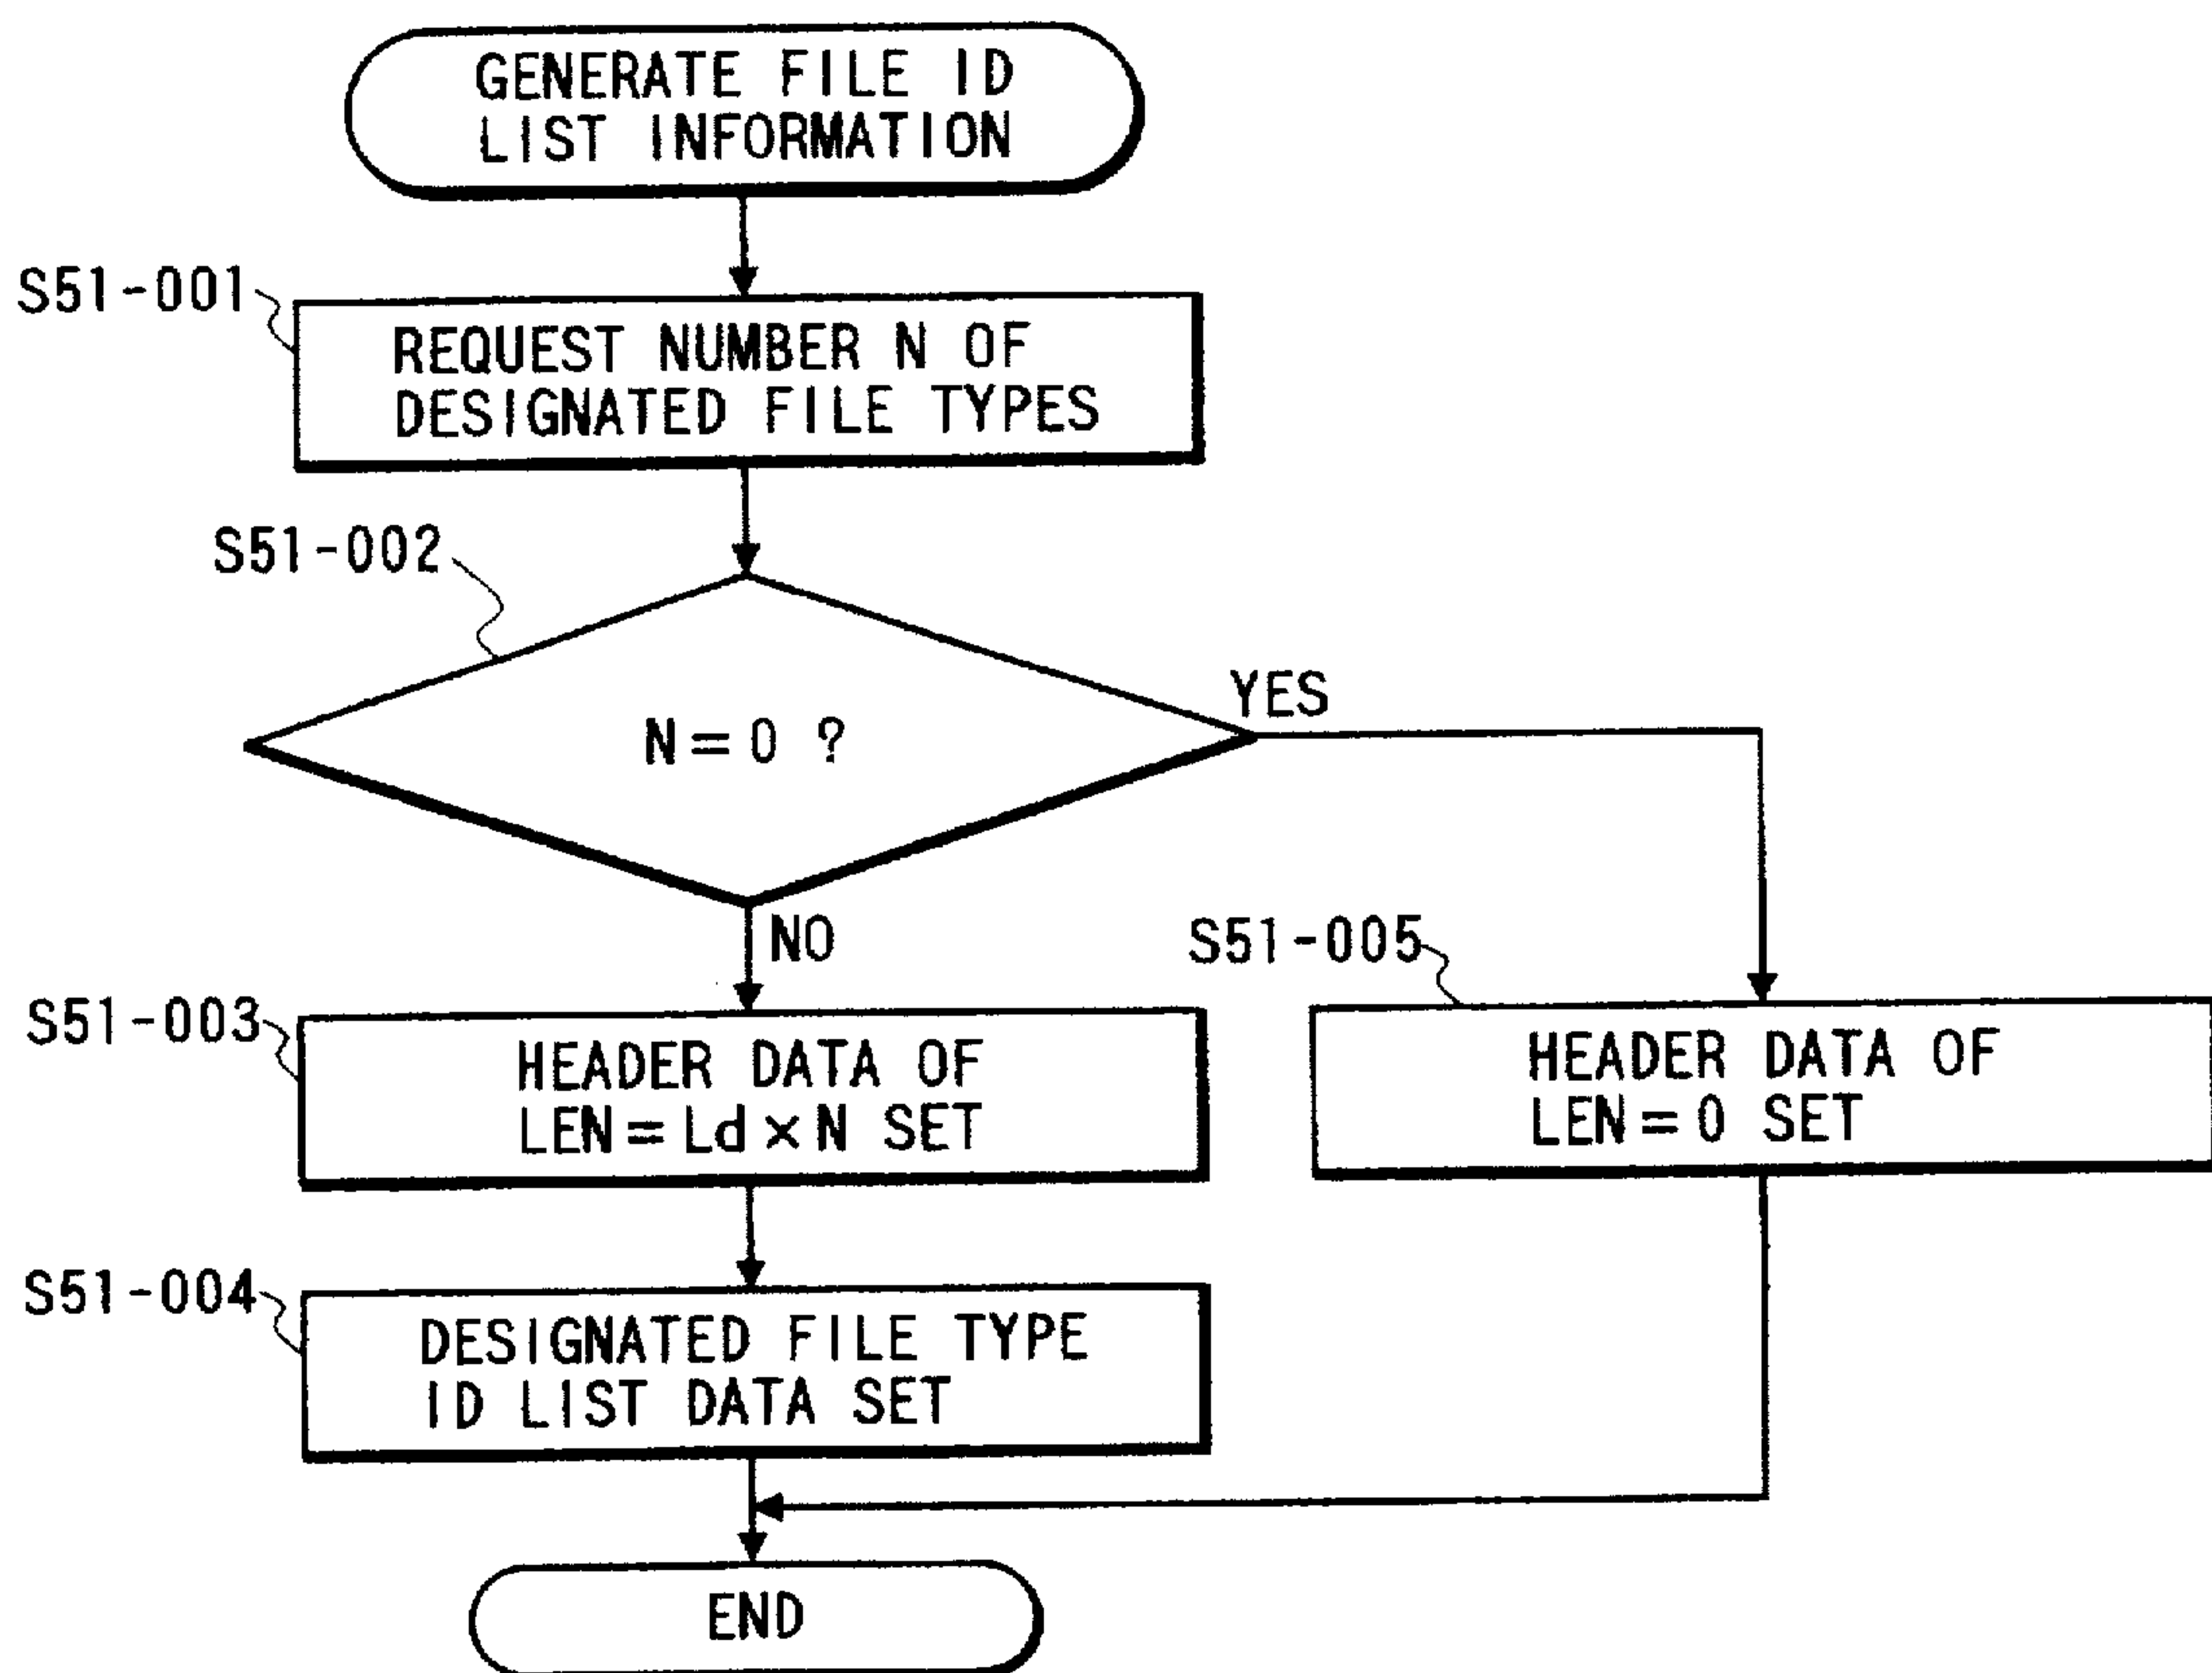 GENERATE FILE ID
LIST INFORMATION
S51-001
REQUEST NUMBER N OF
DESIGNATED FILE TYPES
S51-002
N=0 ?
YES
NO
S51-003
HEADER DATA OF
LEN=Ld×N SET
S51-005
HEADER DATA OF
LEN=0 SET
S51-004
DESIGNATED FILE TYPE
ID LIST DATA SET
END